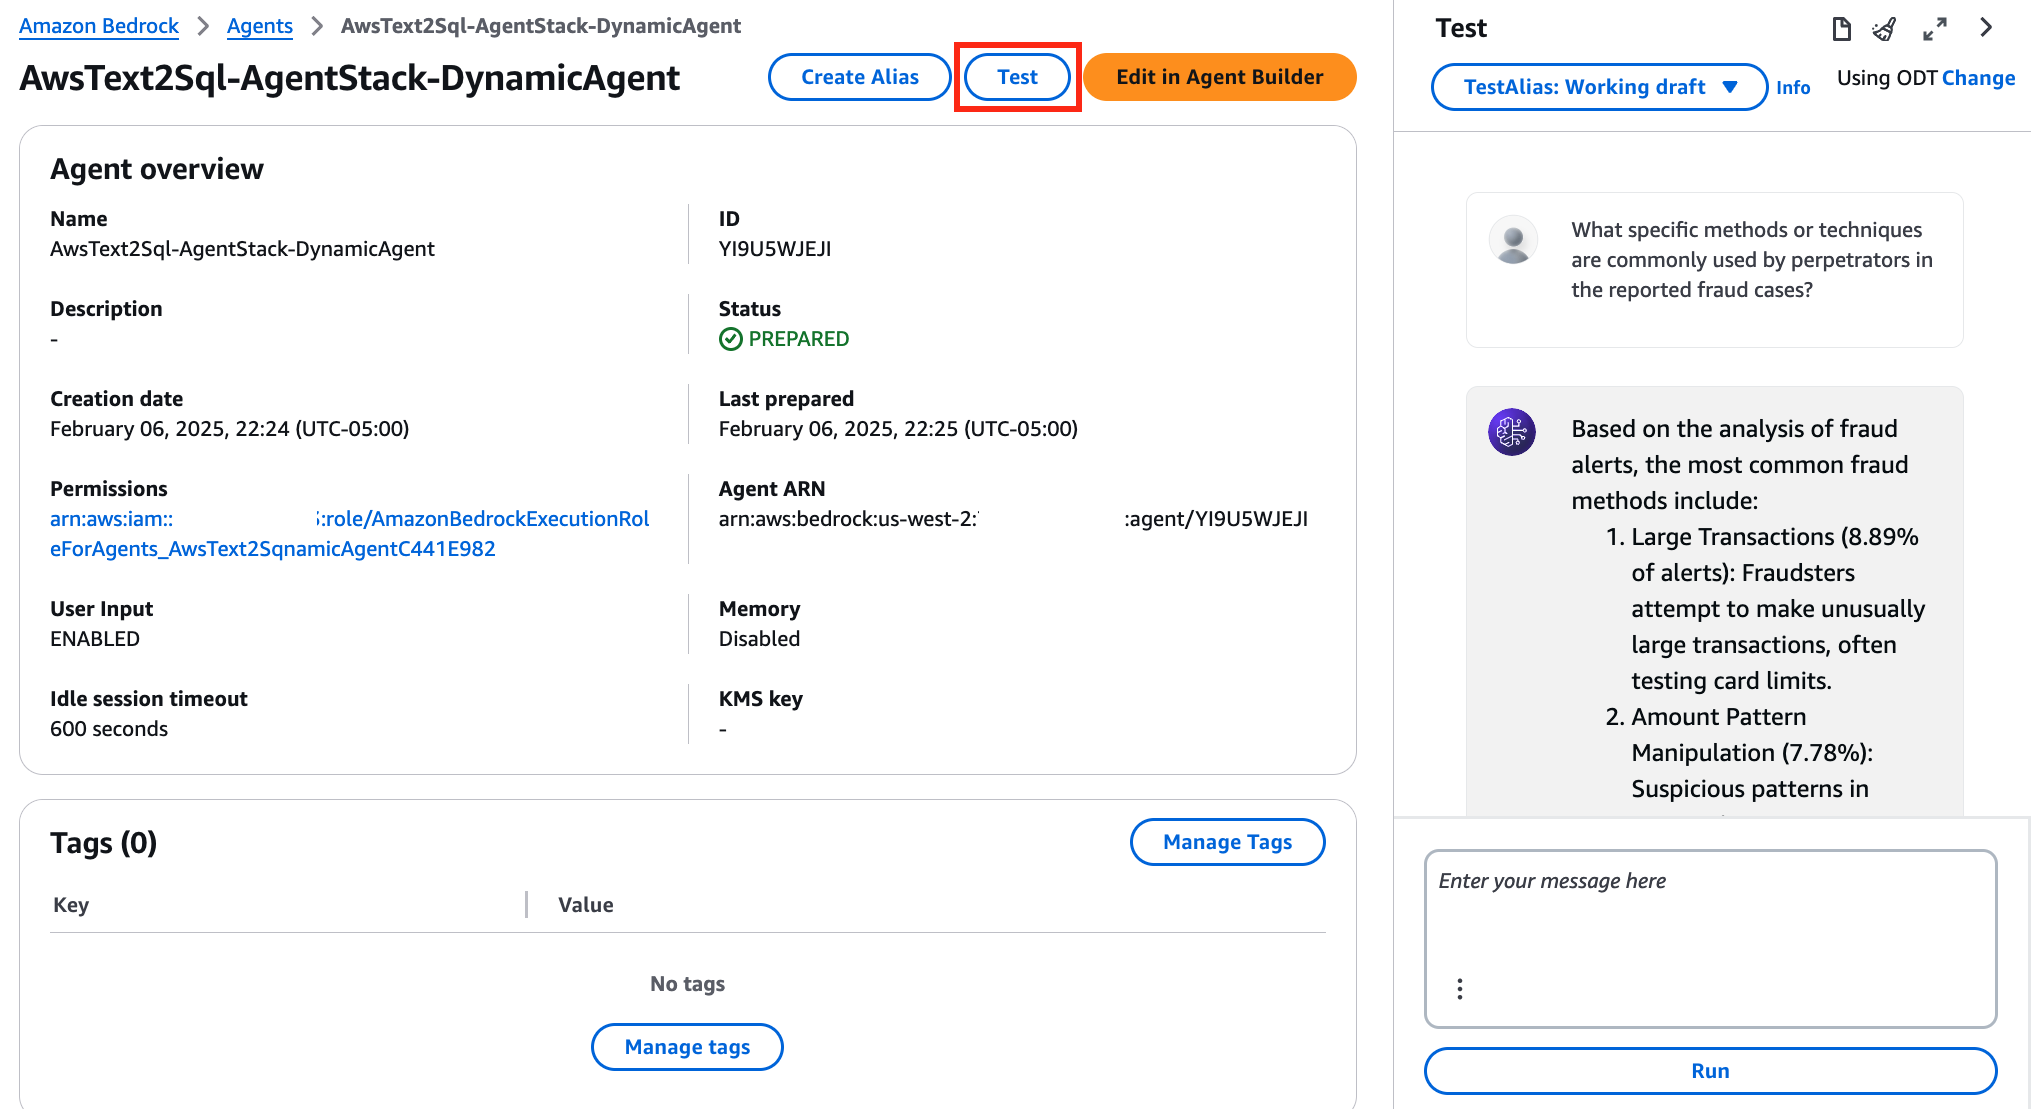 Amazon Bedrock > Agents > AwsText2Sql-AgentStack-DynamicAgent
AwsText2Sql-AgentStack-DynamicAgent
Create Alias
Test
Edit in Agent Builder
Agent overview
Name
AwsText2Sql-AgentStack-DynamicAgent
ID
YI9U5WJEJI
Description
-
Status
PREPARED
Creation date
February 06, 2025, 22:24 (UTC-05:00)
Last prepared
February 06, 2025, 22:25 (UTC-05:00)
Permissions
arn:aws:iam:: :role/AmazonBedrockExecutionRol
eForAgents_AwsText2SqnamicAgentC441E982
Agent ARN
arn:aws:bedrock:us-west-2: :agent/YI9U5WJEJI
User Input
ENABLED
Memory
Disabled
Idle session timeout
600 seconds
KMS key
-
Tags (0)
Manage Tags
Key
Value
No tags
Manage tags
Test
TestAlias: Working draft
Info
Using ODT Change
What specific methods or techniques
are commonly used by perpetrators in
the reported fraud cases?
Based on the analysis of fraud
alerts, the most common fraud
methods include:
1. Large Transactions (8.89%
of alerts): Fraudsters
attempt to make unusually
large transactions, often
testing card limits.
2. Amount Pattern
Manipulation (7.78%):
Suspicious patterns in
Enter your message here
Run